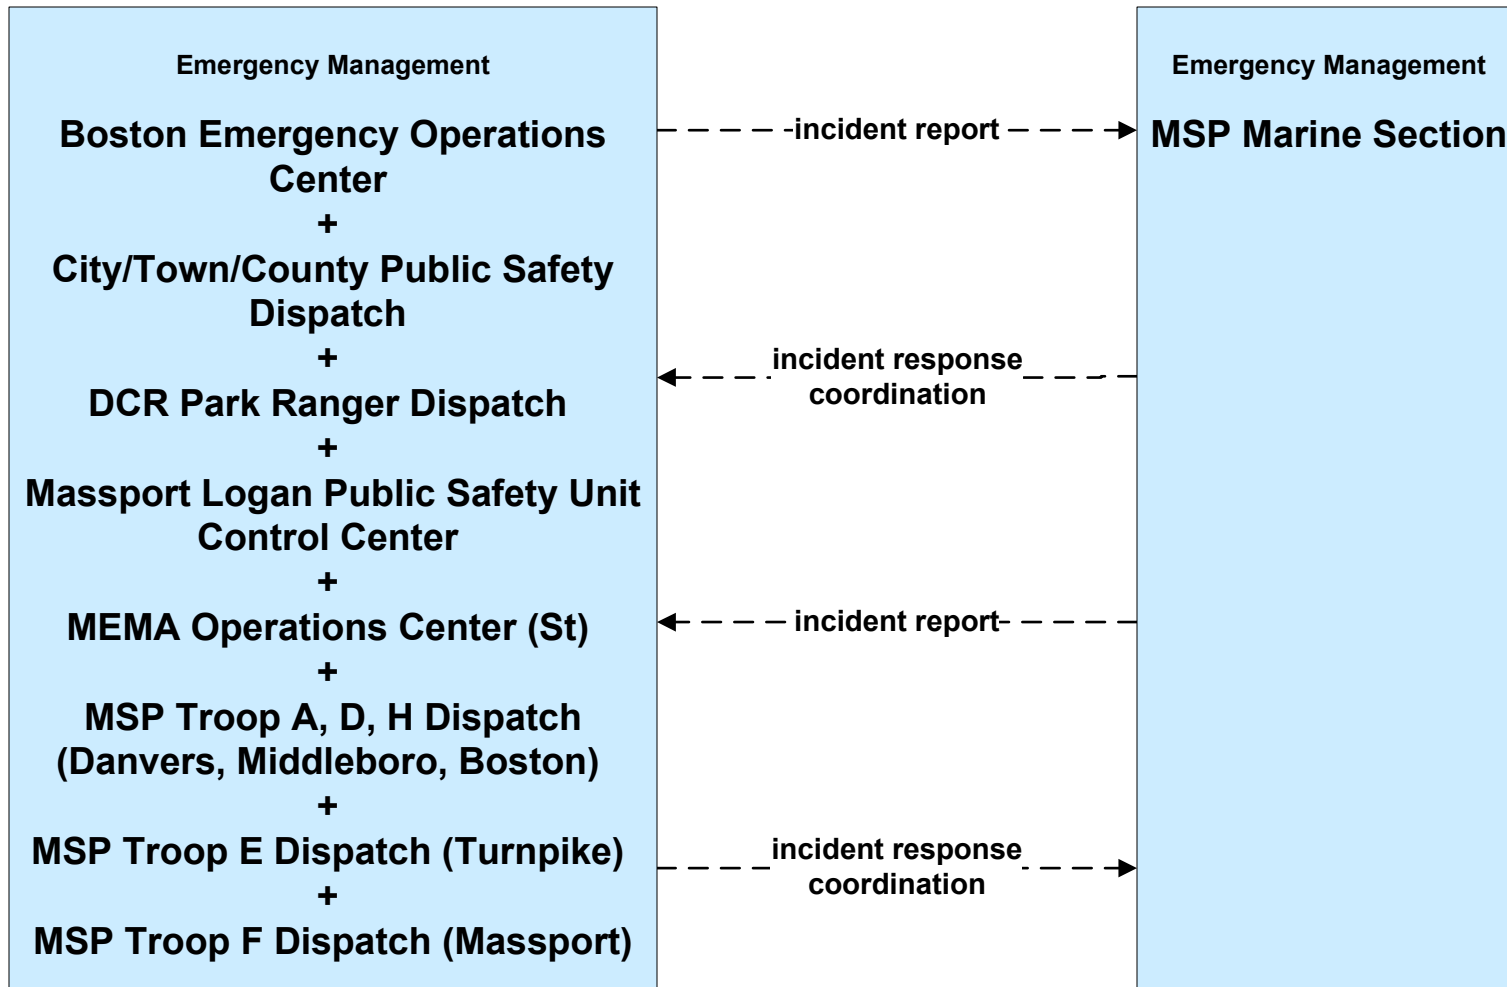 Emergency Management
Boston Emergency Operations
Center
+
City/Town/County Public Safety
Dispatch
+
DCR Park Ranger Dispatch
+
Massport Logan Public Safety Unit
Control Center
+
MEMA Operations Center (St)
+
MSP Troop A, D, H Dispatch
(Danvers, Middleboro, Boston)
+
MSP Troop E Dispatch (Turnpike)
+
MSP Troop F Dispatch (Massport)
incident report
incident response
coordination
incident report
incident response
coordination
Emergency Management
MSP Marine Section